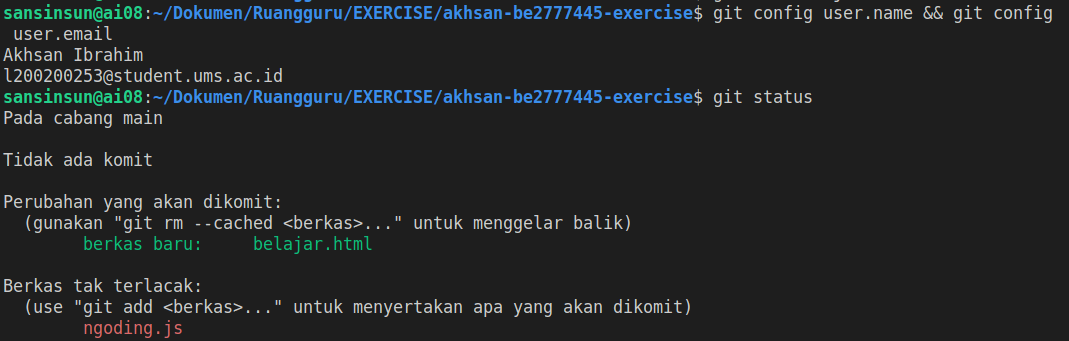 sansinsun@ai08:~/Dokumen/Ruangguru/EXERCISE/akhsan-be2777445-exercise$ git config user.name && git config
 user.email
Akhsan Ibrahim
l200200253@student.ums.ac.id
sansinsun@ai08:~/Dokumen/Ruangguru/EXERCISE/akhsan-be2777445-exercise$ git status
Pada cabang main
Tidak ada komit
Perubahan yang akan dikomit:
  (gunakan "git rm --cached <berkas>..." untuk menggelar balik)
        berkas baru:     belajar.html
Berkas tak terlacak:
  (use "git add <berkas>..." untuk menyertakan apa yang akan dikomit)
        ngoding.js